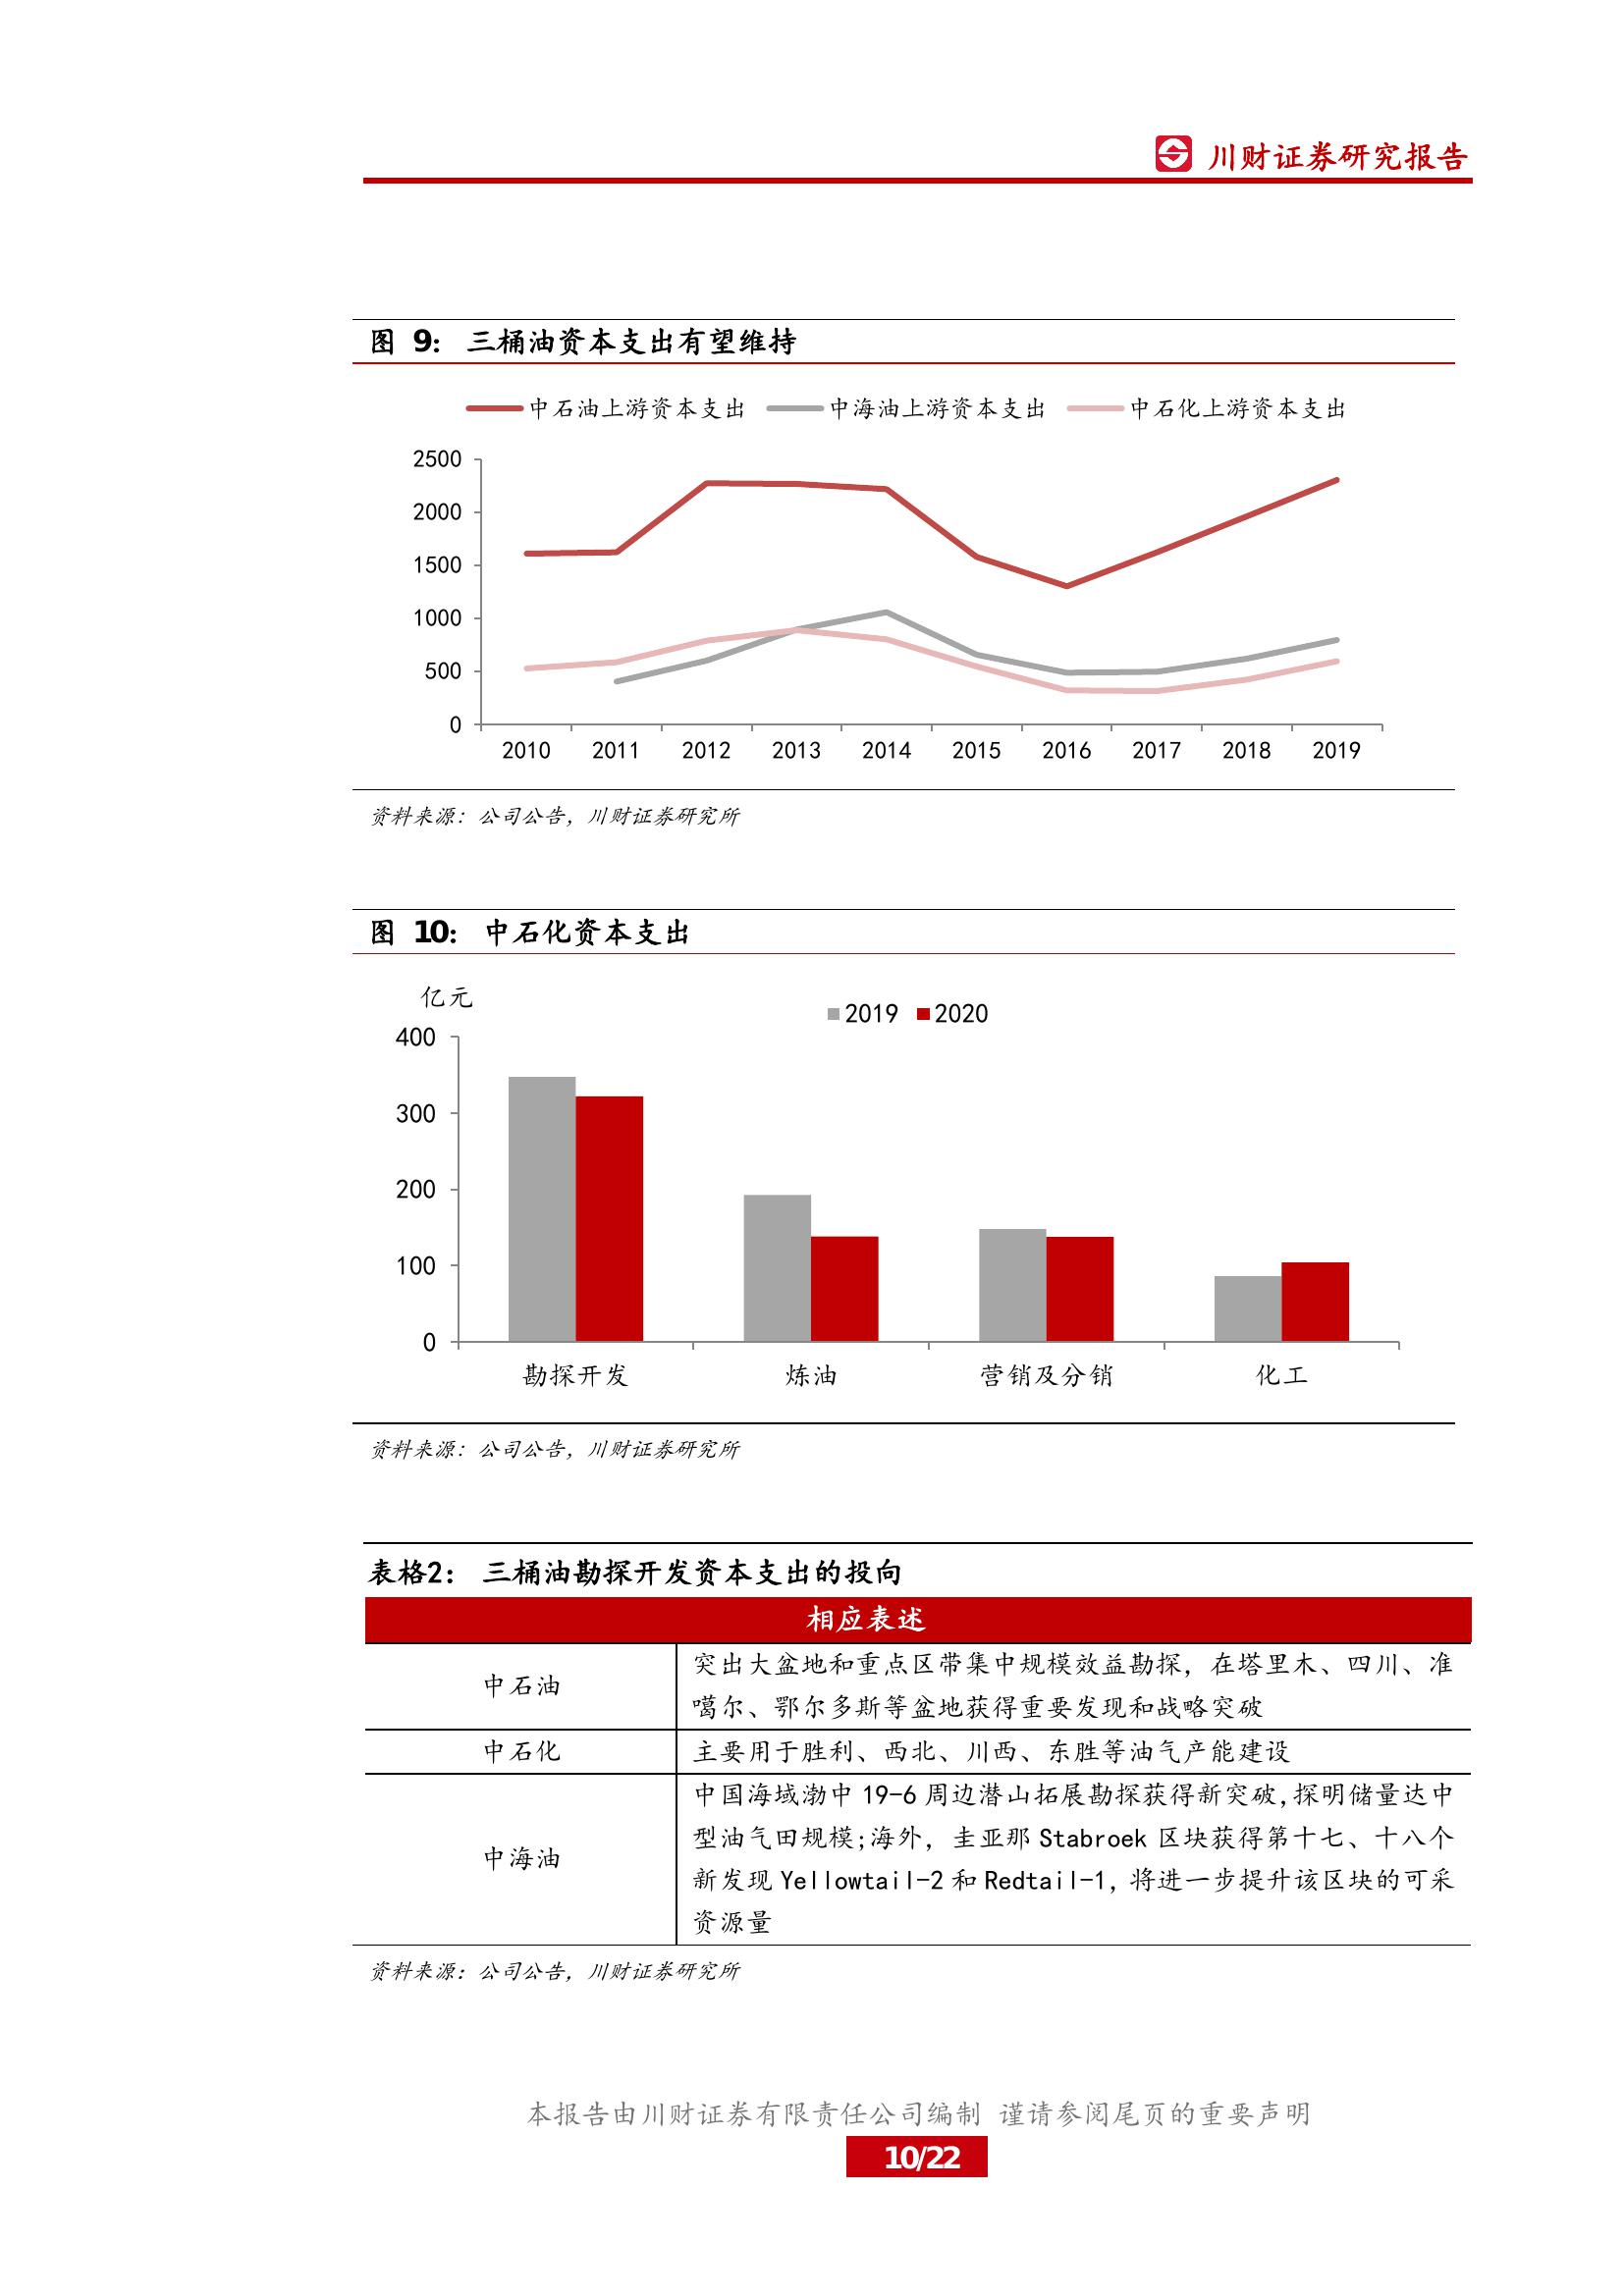 川财证券研究报告
图 9： 三桶油资本支出有望维持
中石油上游资本支出 中海油上游资本支出 中石化上游资本支出
2500
2000
1500
1000
500
0
2010 2011 2012 2013 2014 2015 2016 2017 2018 2019
资料来源：公司公告，川财证券研究所
图 10： 中石化资本支出
亿元
2019 2020
400
300
200
100
0
勘探开发 炼油 营销及分销 化工
资料来源：公司公告，川财证券研究所
表格2： 三桶油勘探开发资本支出的投向
相应表述
中石油
突出大盆地和重点区带集中规模效益勘探，在塔里木、四川、准
噶尔、鄂尔多斯等盆地获得重要发现和战略突破
中石化
主要用于胜利、西北、川西、东胜等油气产能建设
中海油
中国海域渤中 19-6 周边潜山拓展勘探获得新突破,探明储量达中
型油气田规模;海外，圭亚那 Stabroek 区块获得第十七、十八个
新发现 Yellowtail-2 和 Redtail-1, 将进一步提升该区块的可采
资源量
资料来源：公司公告，川财证券研究所
本报告由川财证券有限责任公司编制 谨请参阅尾页的重要声明
10/22